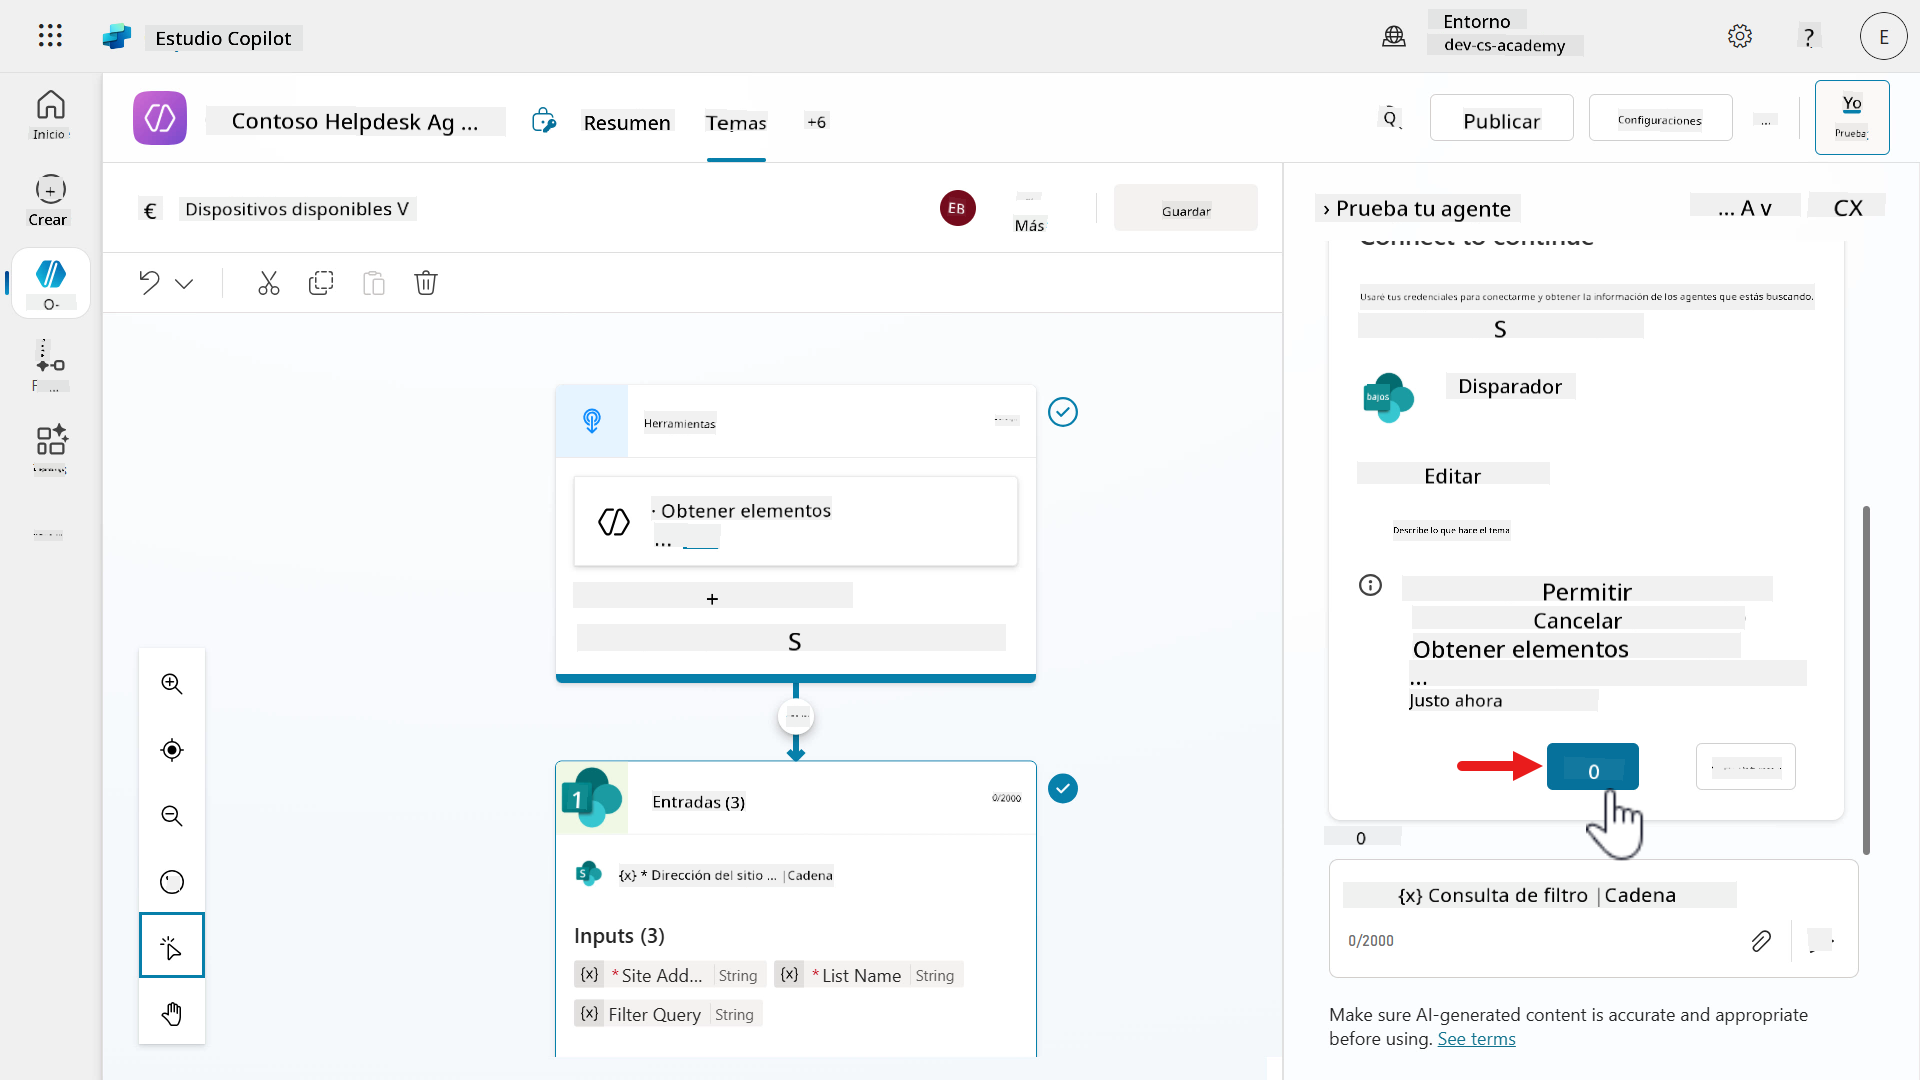 Estudio Copilot
Entorno
dev-cs-academy
?
E
Inicio
Crear
O-
F ...
Contoso Helpdesk Ag ...
Resumen
Temas
+6
Q
Publicar
Configuraciones
...
Yo
Prueba
€
Dispositivos disponibles V
EB
Más
Guardar
Herramientas
· Obtener elementos
...
+
S
Entradas (3)
0/2000
{x} * Dirección del sitio ... |Cadena
Inputs (3)
{x} * Site Add... String
{x} * List Name String
{x} Filter Query String
› Prueba tu agente
... A v
CX
Connect to continue
Usaré tus credenciales para conectarme y obtener la información de los agentes que estás buscando.
S
bajos
Disparador
Editar
Describe lo que hace el tema
Permitir
Cancelar
Obtener elementos
...
Justo ahora
0
0
{x} Consulta de filtro |Cadena
0/2000
Make sure AI-generated content is accurate and appropriate
before using. See terms